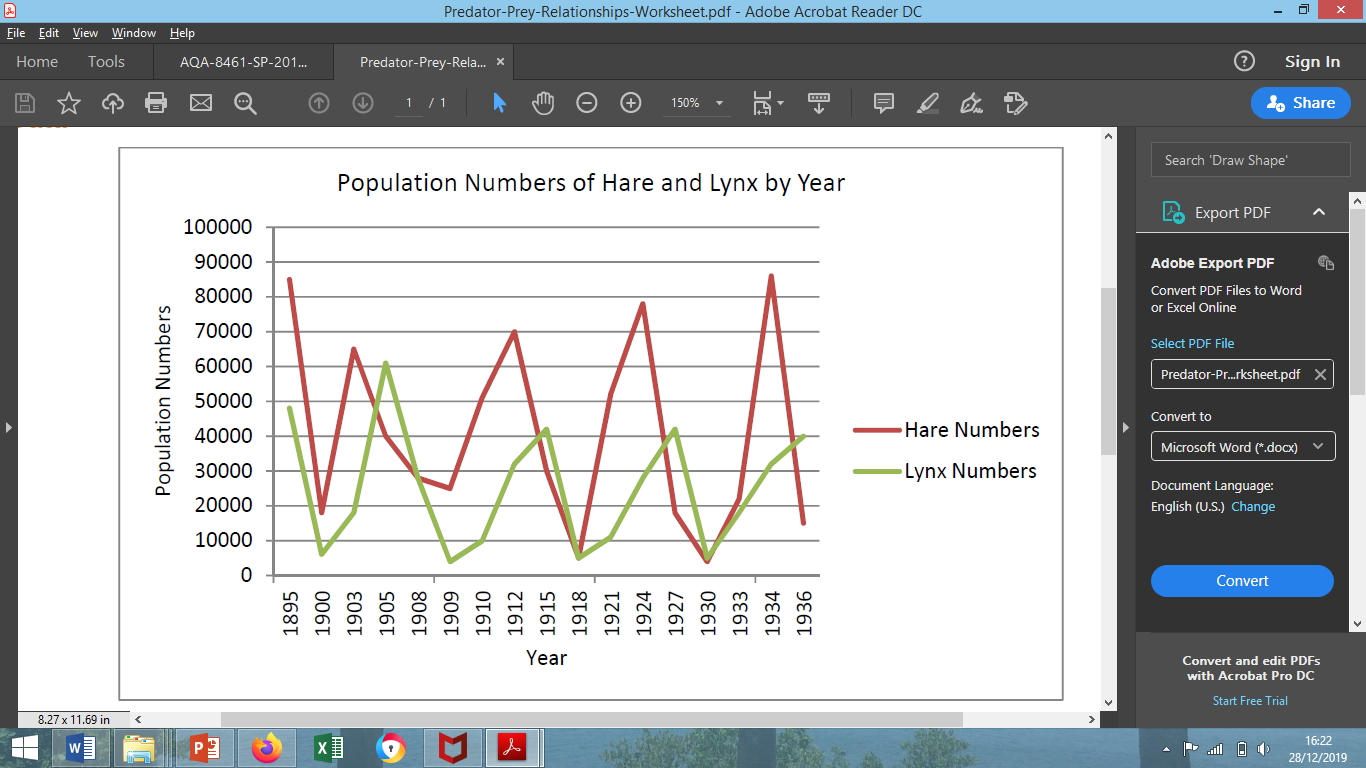 Predator-Prey-Relationships-Worksheet.pdf - Adobe Acrobat Reader DC
File Edit View Window Help
Home Tools AQA-8461-SP-201... Predator-Prey-Rela... ×
Sign In
1 / 1 150%
Share
Population Numbers of Hare and Lynx by Year
100000
90000
80000
70000
60000
50000
40000
30000
20000
10000
0
Population Numbers
1895 1900 1903 1905 1908 1909 1910 1912 1915 1918 1921 1924 1927 1930 1933 1934 1936
Year
Hare Numbers
Lynx Numbers
8.27 x 11.69 in
Search 'Draw Shape'
Export PDF
Adobe Export PDF
Convert PDF Files to Word
or Excel Online
Select PDF File
Predator-Pr...rksheet.pdf
Convert to
Microsoft Word (*.docx)
Document Language:
English (U.S.) Change
Convert
Convert and edit PDFs
with Acrobat Pro DC
Start Free Trial
16:22
28/12/2019